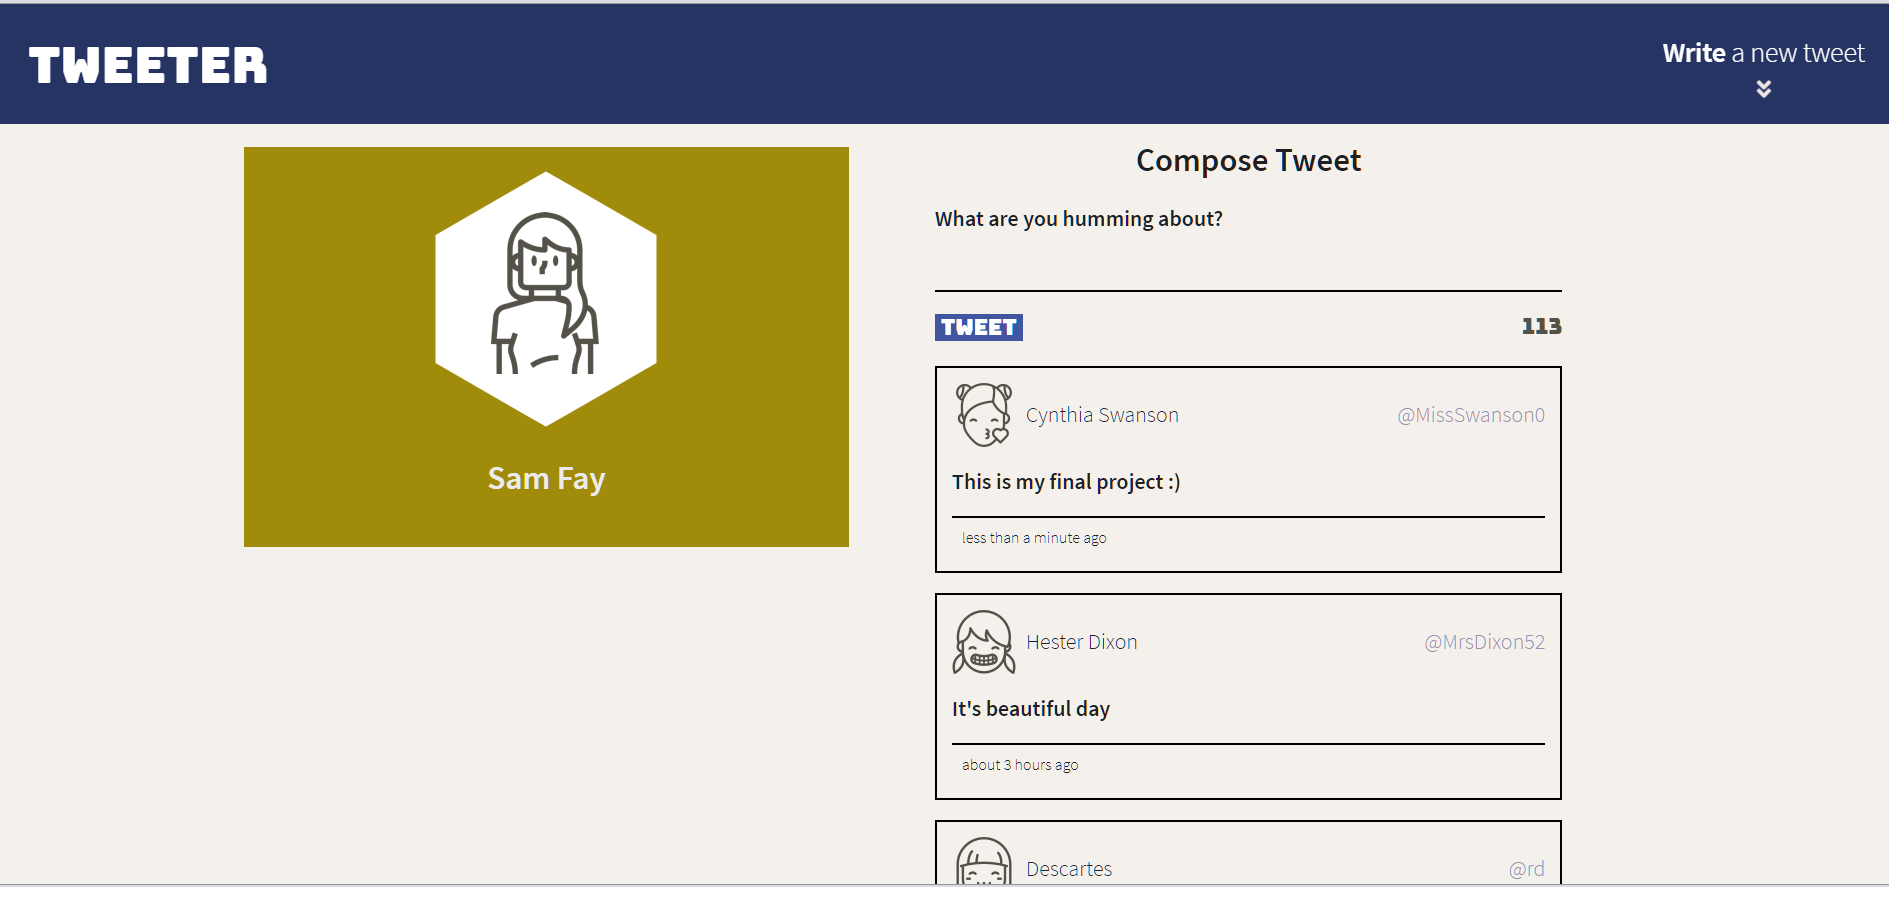 TWEETER
Write a new tweet
Sam Fay
Compose Tweet
What are you humming about?
TWEET
113
Cynthia Swanson
@MissSwanson0
This is my final project :)
less than a minute ago
Hester Dixon
@MrsDixon52
It's beautiful day
about 3 hours ago
Descartes
@rd